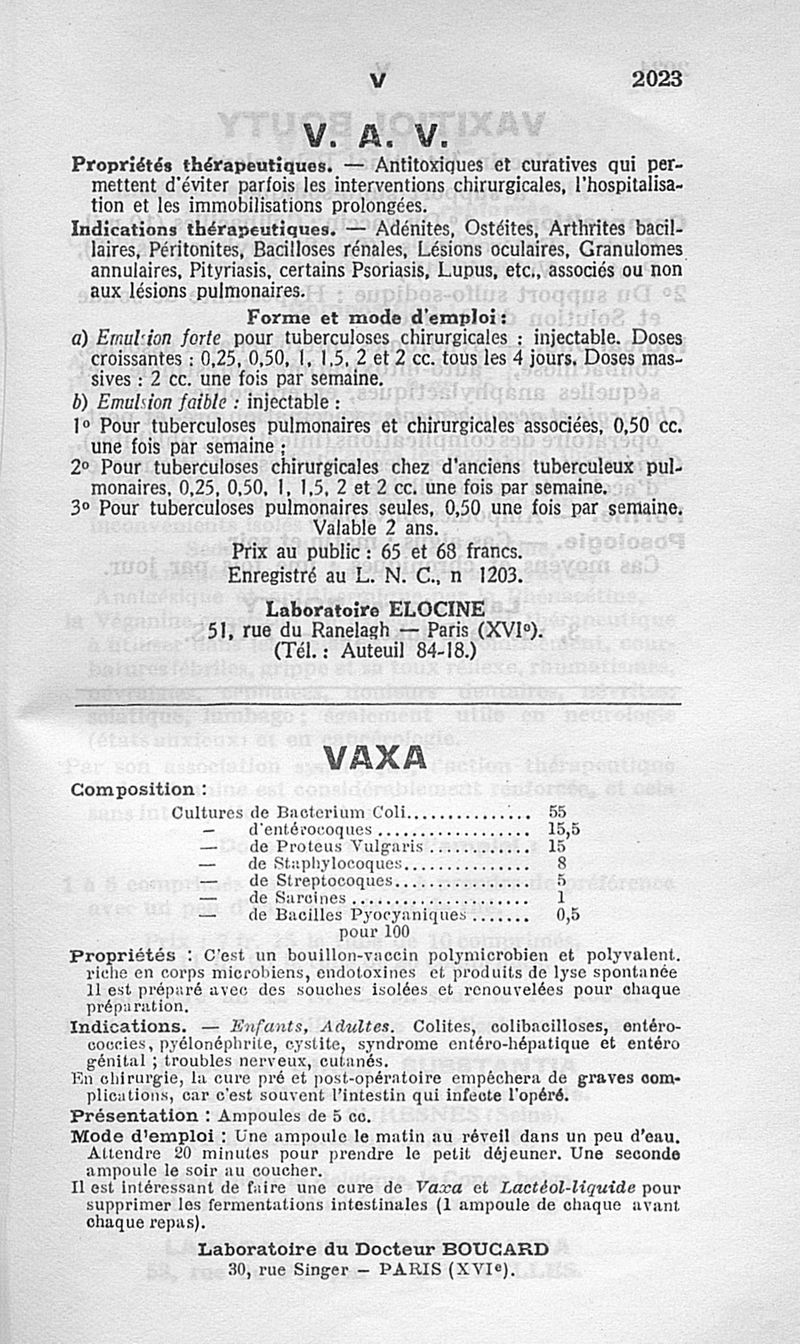 V 2023
V. A. V.
Propriétés thérapeutiques. — Antitoxiques et curatives qui per-
mettent d'éviter parfois les interventions chirurgicales, l'hospitalisa-
tion et les immobilisations prolongées.
Indications thérapeutiques. — Adénites, Ostéites, Arthrites bacil-
laires, Péritonites, Bacilloses rénales, Lésions oculaires, Granulomes
annulaires, Pityriasis, certains Psoriasis, Lupus, etc., associés ou non
aux lésions pulmonaires.
Forme et mode d'emploi :
a) Emulsion forte pour tuberculoses chirurgicales : injectable. Doses
croissantes : 0,25, 0,50, 1, 1,5, 2 et 2 cc. tous les 4 jours. Doses mas-
sives : 2 cc. une fois par semaine.
b) Emulsion faible : injectable :
1º Pour tuberculoses pulmonaires et chirurgicales associées, 0,50 cc.
une fois par semaine ;
2º Pour tuberculoses chirurgicales chez d'anciens tuberculeux pul-
monaires, 0,25, 0,50, 1, 1,5, 2 et 2 cc. une fois par semaine.
3º Pour tuberculoses pulmonaires seules, 0,50 une fois par semaine.
Valable 2 ans.
Prix au public : 65 et 68 francs.
Enregistré au L. N. C., n 1203.
Laboratoire ELOCINE
51, rue du Ranelagh — Paris (XVIº).
(Tél. : Auteuil 84-18.)
VAXA
Composition :
Cultures de Bacterium Coli............... 55
— d'entérocoques .................. 15,5
— de Proteus Vulgaris ............ 15
— de Staphylocoques............... 8
— de Streptocoques................ 5
— de Sarcines ..................... 1
— de Bacilles Pyocyaniques ....... 0,5
pour 100
Propriétés : C'est un bouillon-vaccin polymicrobien et polyvalent.
riche en corps microbiens, endotoxines et produits de lyse spontanée
Il est préparé avec des souches isolées et renouvelées pour chaque
préparation.
Indications. — Enfants, Adultes. Colites, colibacilloses, entéro-
coccies, pyélonéphrite, cystite, syndrome entéro-hépatique et entéro
génital ; troubles nerveux, cutanés.
En chirurgie, la cure pré et post-opératoire empêchera de graves com-
plications, car c'est souvent l'intestin qui infecte l'opéré.
Présentation : Ampoules de 5 cc.
Mode d'emploi : Une ampoule le matin au réveil dans un peu d'eau.
Attendre 20 minutes pour prendre le petit déjeuner. Une seconde
ampoule le soir au coucher.
Il est intéressant de faire une cure de Vaxa et Lactéol-liquide pour
supprimer les fermentations intestinales (1 ampoule de chaque avant
chaque repas).
Laboratoire du Docteur BOUCARD
30, rue Singer — PARIS (XVIe).